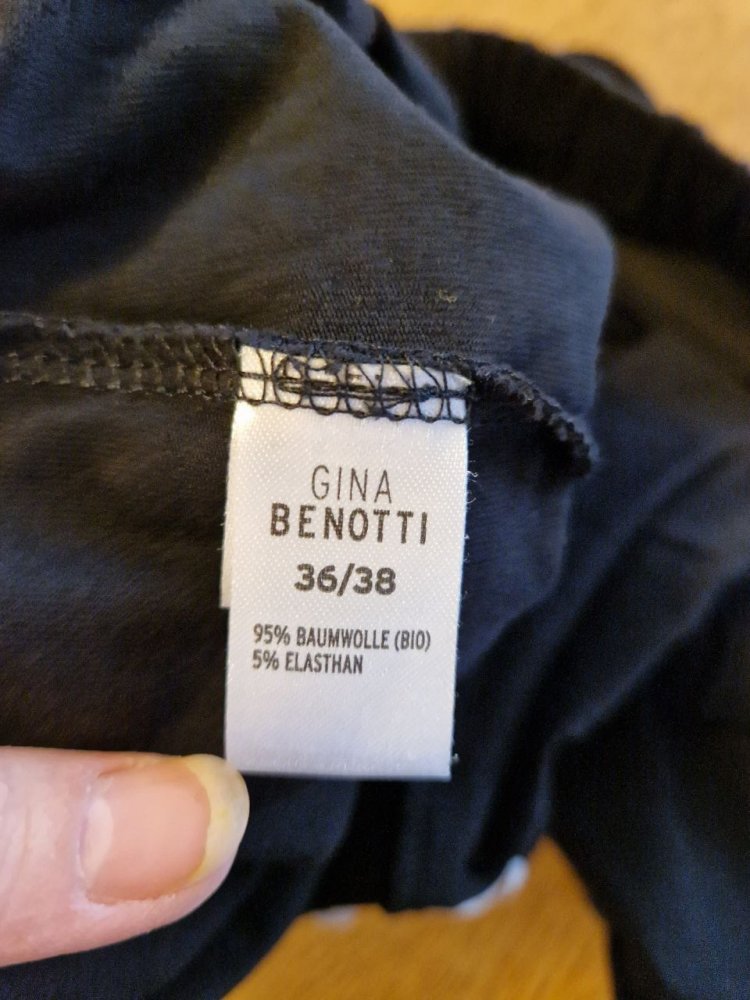 GINA
BENOTTI
36/38
95% BAUMWOLLE (BIO)
5% ELASTHAN